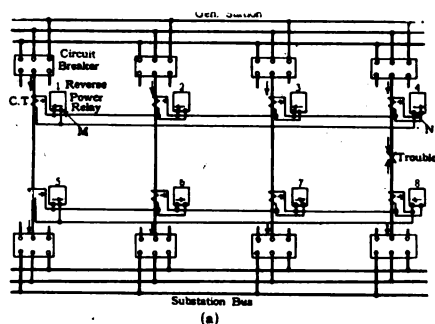 Gen. Station
Circuit
Breaker
C.T.
1
Reverse
Power
Relay
M
2
3
4
N
Trouble
5
6
7
8
Substation Bus
(a)